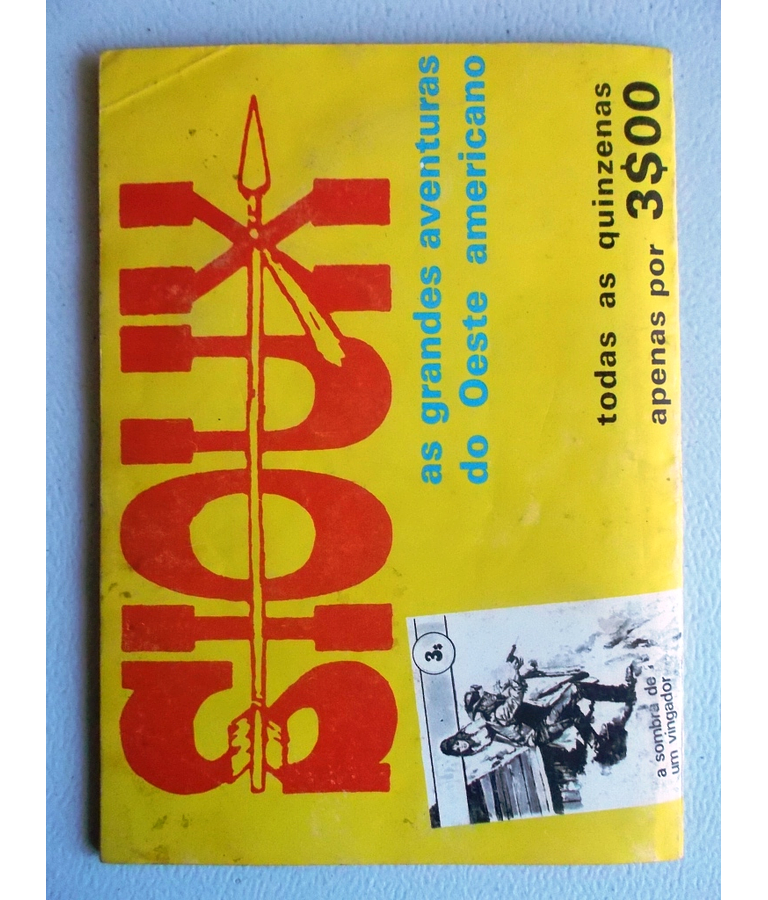 SIOUX
as grandes aventuras
do Oeste americano
todas as quinzenas
apenas por 3$00
3$
a sombra de
um vingador